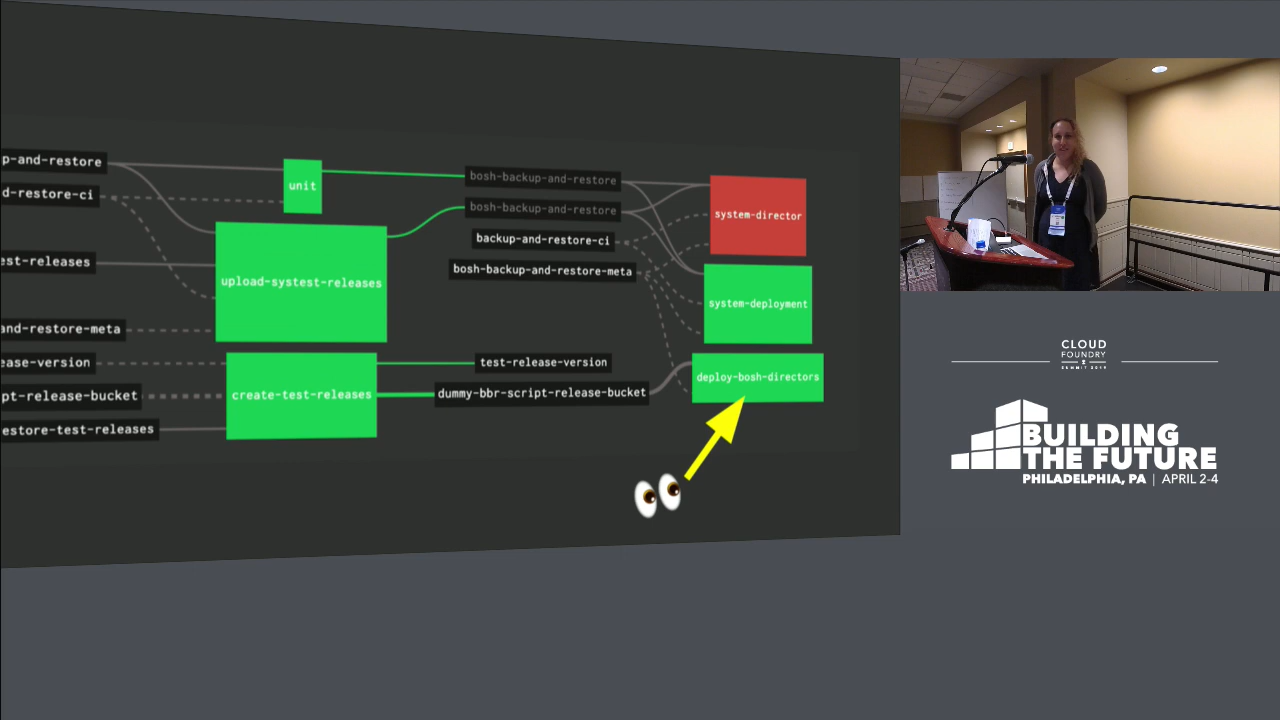 p-and-restore
d-restore-ci
est-releases
and-restore-meta
ease-version
pt-release-bucket
estore-test-releases
unit
upload-systest-releases
create-test-releases
bosh-backup-and-restore
bosh-backup-and-restore
backup-and-restore-ci
bosh-backup-and-restore-meta
test-release-version
dummy-bbr-script-release-bucket
system-director
system-deployment
deploy-bosh-directors
CLOUD
FOUNDRY
SUMMIT 2019
BUILDING
THE FUTURE
PHILADELPHIA, PA | APRIL 2-4